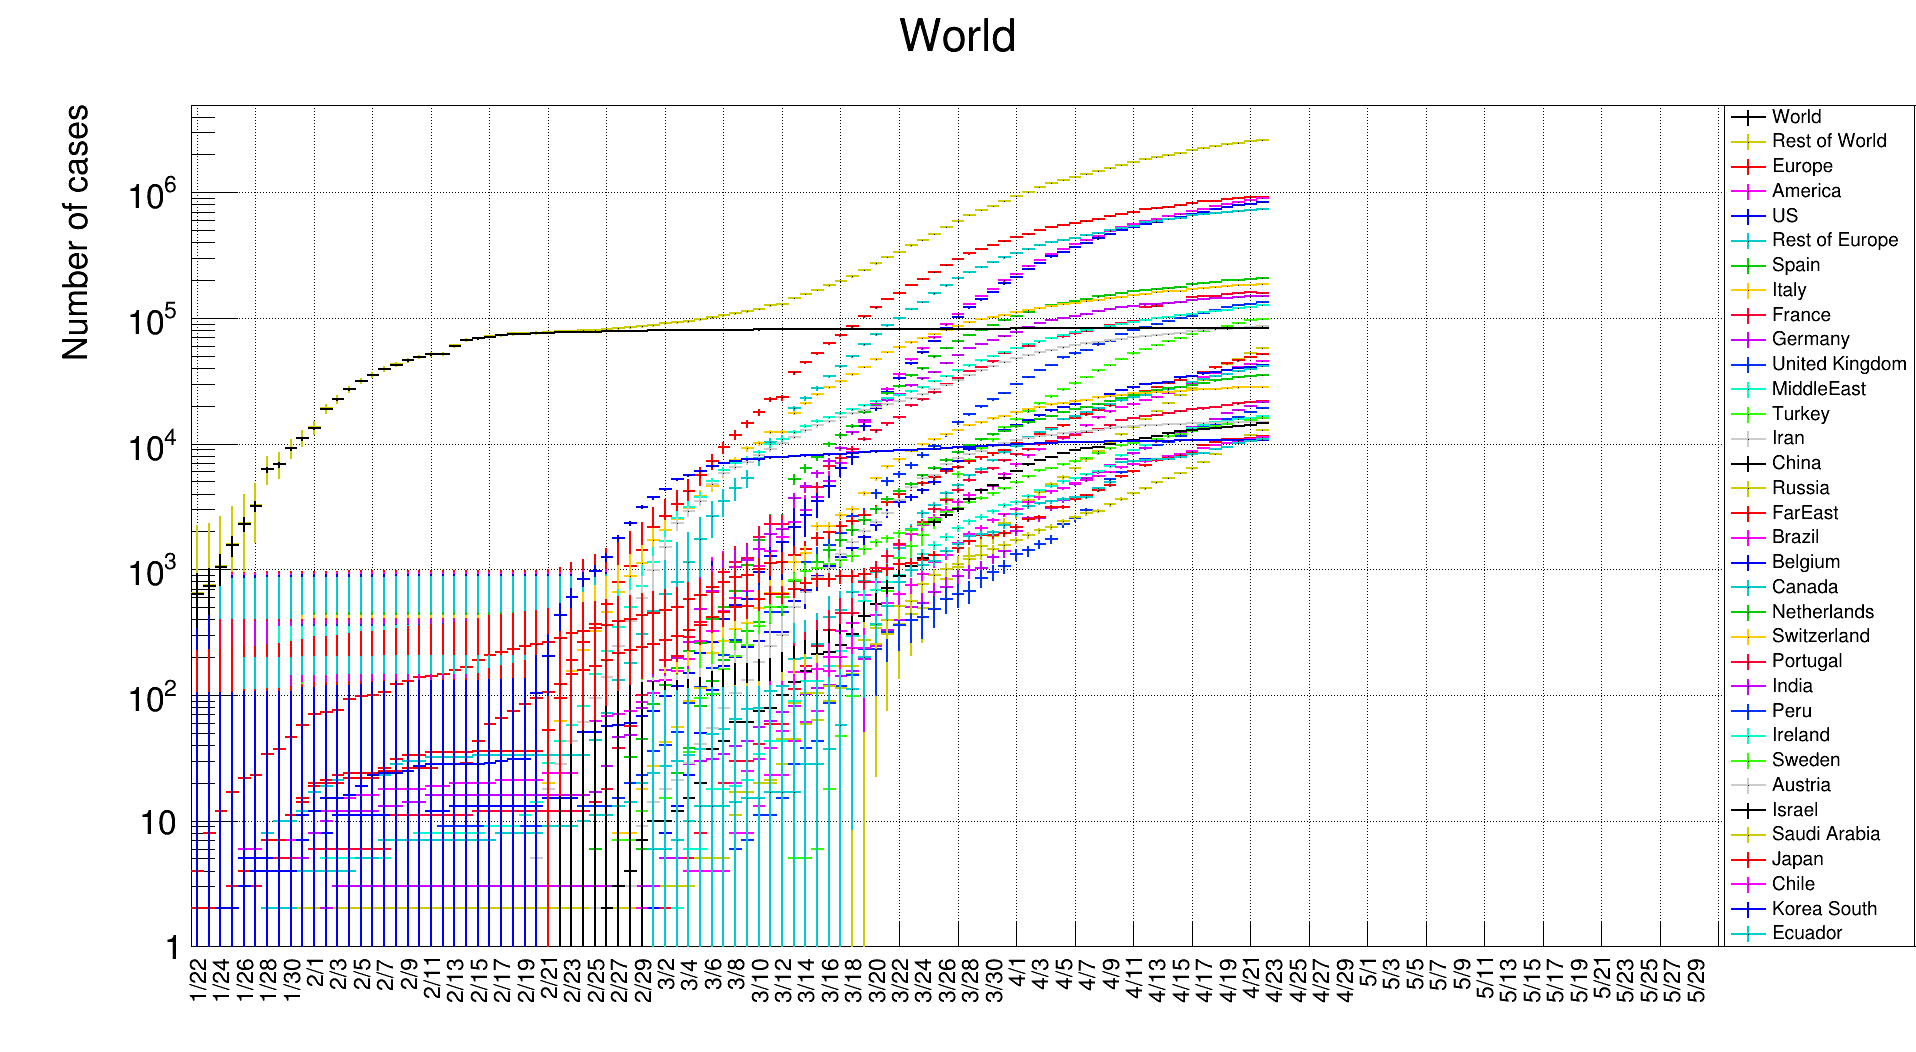 World
Number of cases
10^6
10^5
10^4
10^3
10^2
10
1
1/22 1/24 1/26 1/28 1/30 2/1 2/3 2/5 2/7 2/9 2/11 2/13 2/15 2/17 2/19 2/21 2/23 2/25 2/27 2/29 3/2 3/4 3/6 3/8 3/10 3/12 3/14 3/16 3/18 3/20 3/22 3/24 3/26 3/28 3/30 4/1 4/3 4/5 4/7 4/9 4/11 4/13 4/15 4/17 4/19 4/21 4/23 4/25 4/27 4/29 5/1 5/3 5/5 5/7 5/9 5/11 5/13 5/15 5/17 5/19 5/21 5/23 5/25 5/27 5/29
World
Rest of World
Europe
America
US
Rest of Europe
Spain
Italy
France
Germany
United Kingdom
MiddleEast
Turkey
Iran
China
Russia
FarEast
Brazil
Belgium
Canada
Netherlands
Switzerland
Portugal
India
Peru
Ireland
Sweden
Austria
Israel
Saudi Arabia
Japan
Chile
Korea South
Ecuador